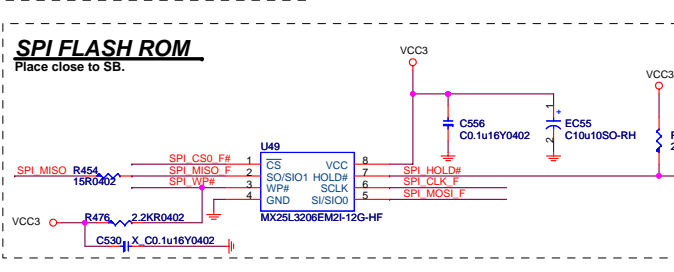 SPI FLASH ROM
Place close to SB.
VCC3
VCC3
C556
C0.1u16Y0402
1
+
2
EC55
C10u10SO-RH
U49
SPI_CS0_F#
1
CS
VCC
8
SPI_MISO
R454
15R0402
SPI_MISO_F
2
SO/SIO1
HOLD#
7
SPI_HOLD#
SPI_WP#
3
WP#
SCLK
6
SPI_CLK_F
4
GND
SI/SIO0
5
SPI_MOSI_F
MX25L3206EM2I-12G-HF
VCC3
R476
2.2KR0402
C530
X_C0.1u16Y0402